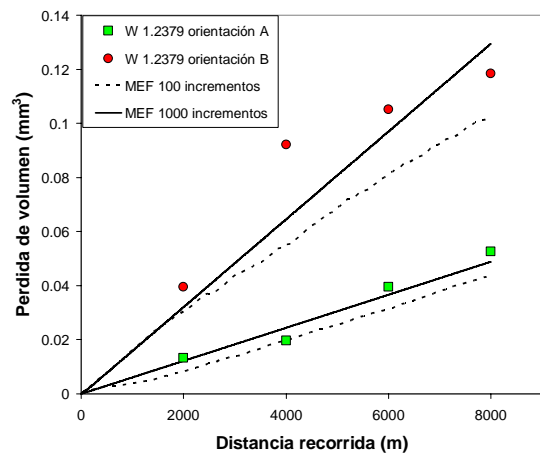 W 1.2379 orientación A
W 1.2379 orientación B
MEF 100 incrementos
MEF 1000 incrementos
Perdida de volumen (mm³)
0.14
0.12
0.1
0.08
0.06
0.04
0.02
0
0
2000
4000
6000
8000
Distancia recorrida (m)